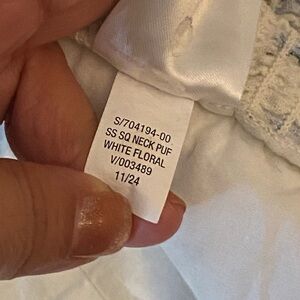 S/704194-00
SS SQ NECK PUF
WHITE FLORAL
V/003489
11/24